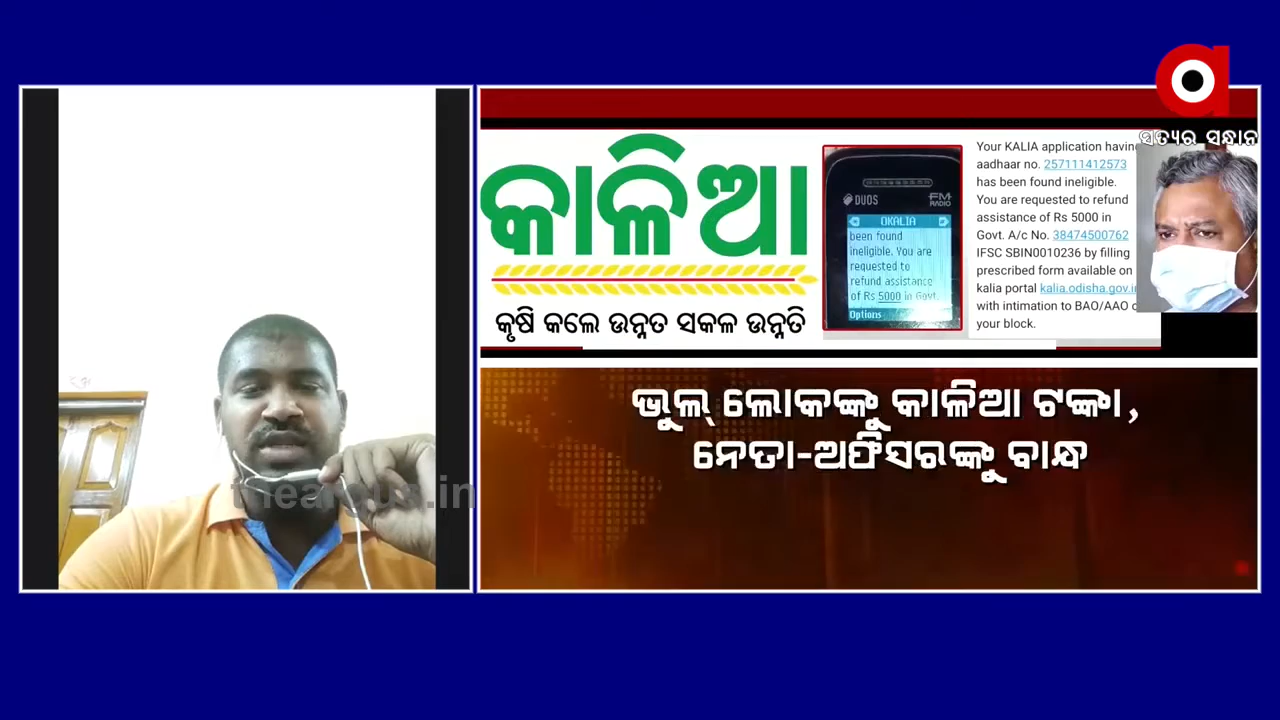 ସତ୍ୟର ସନ୍ଧାନ
କାଳିଆ
କୃଷି କଲେ ଉନ୍ନତ ସକଳ ଉନ୍ନତି
DUOS
FM
RADIO
OKALIA
been found
ineligible. You are
requested to
refund assistance
of Rs 5000 in Govt.
Options
Your KALIA application having
aadhaar no. 257111412573
has been found ineligible.
You are requested to refund
assistance of Rs 5000 in
Govt. A/c No. 38474500762
IFSC SBIN0010236 by filling
prescribed form available on
kalia portal kalia.odisha.gov.in
with intimation to BAO/AAO
your block.
ଭୁଲ୍ ଲୋକଙ୍କୁ କାଳିଆ ଟଙ୍କା,
ନେତା-ଅଫିସରଙ୍କୁ ବାନ୍ଧ
theargus.in